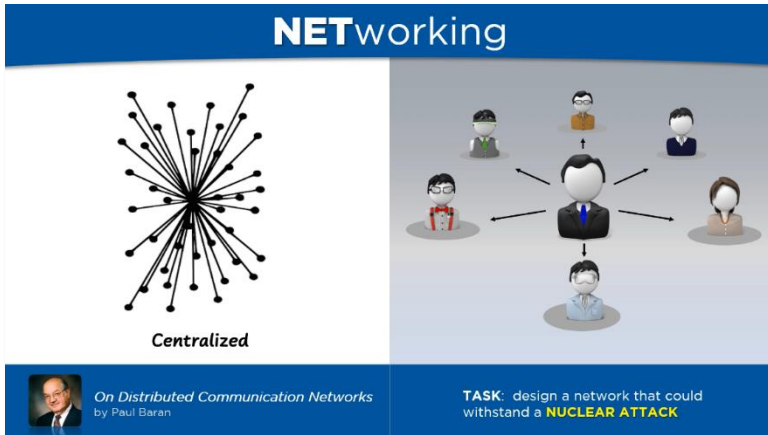 NETworking
Centralized
On Distributed Communication Networks
by Paul Baran
TASK: design a network that could
withstand a NUCLEAR ATTACK